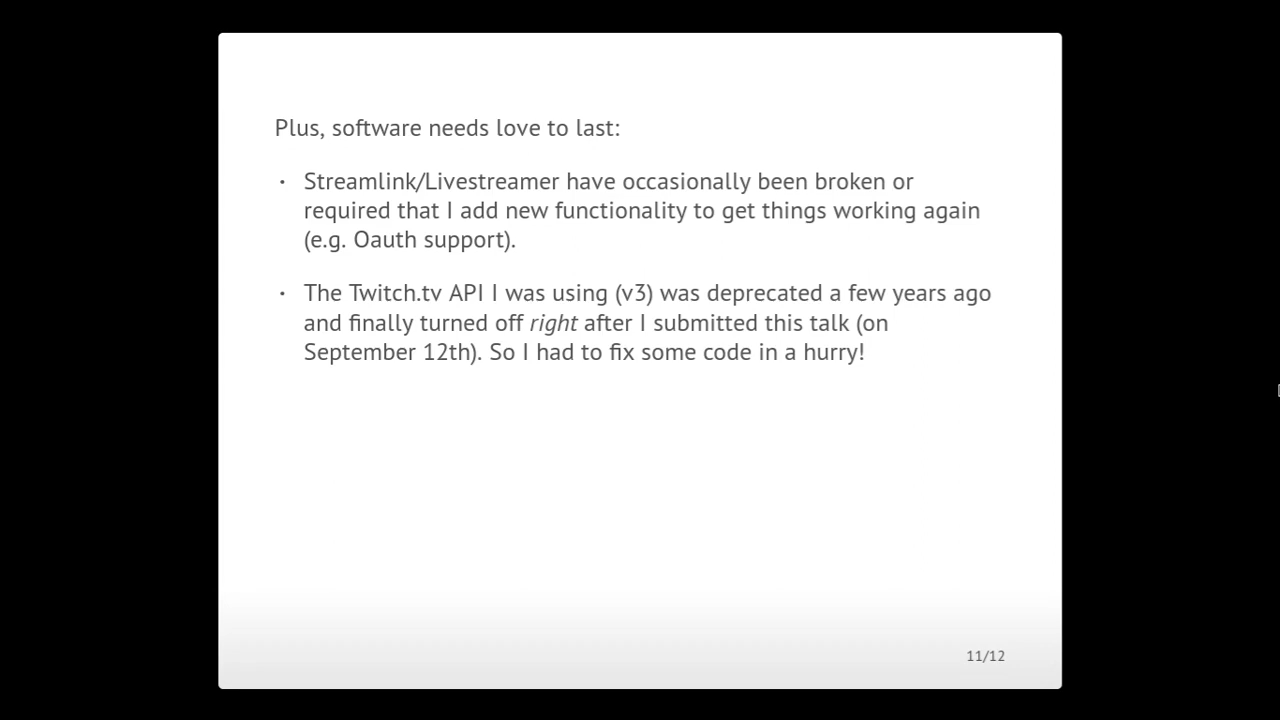 Plus, software needs love to last:
• Streamlink/Livestreamer have occasionally been broken or
required that I add new functionality to get things working again
(e.g. Oauth support).
• The Twitch.tv API I was using (v3) was deprecated a few years ago
and finally turned off right after I submitted this talk (on
September 12th). So I had to fix some code in a hurry!
11/12